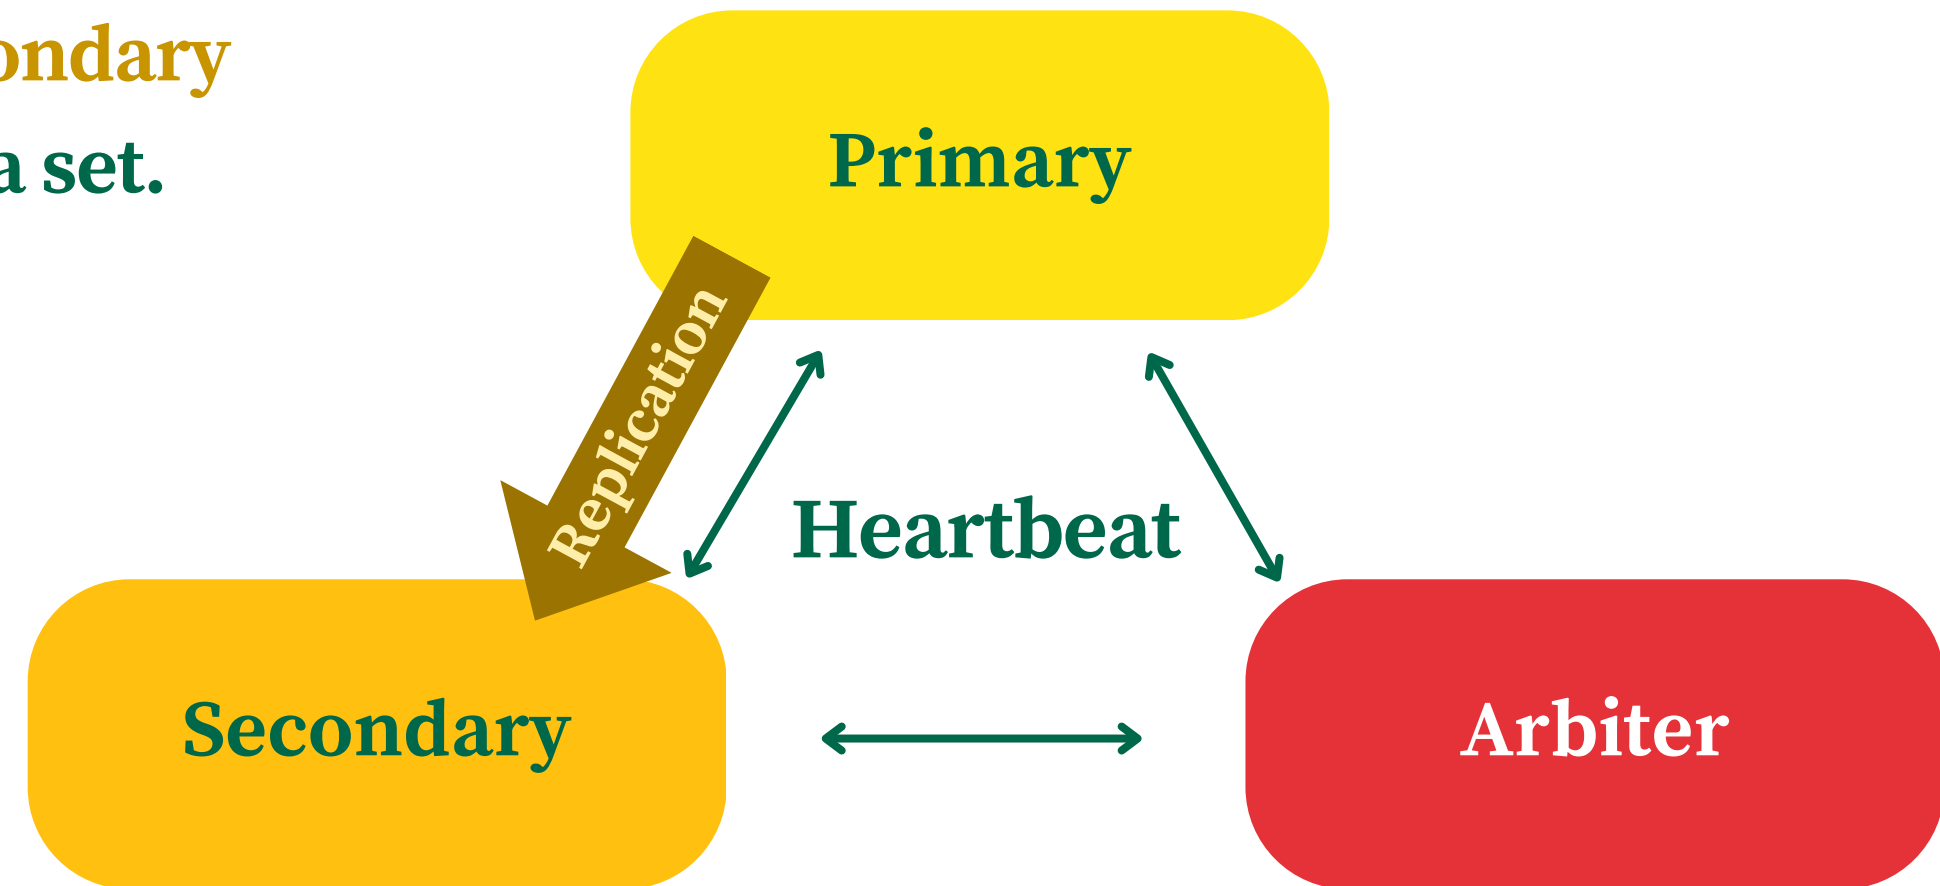 ondary
a set.
Primary
Replication
Heartbeat
Secondary
Arbiter